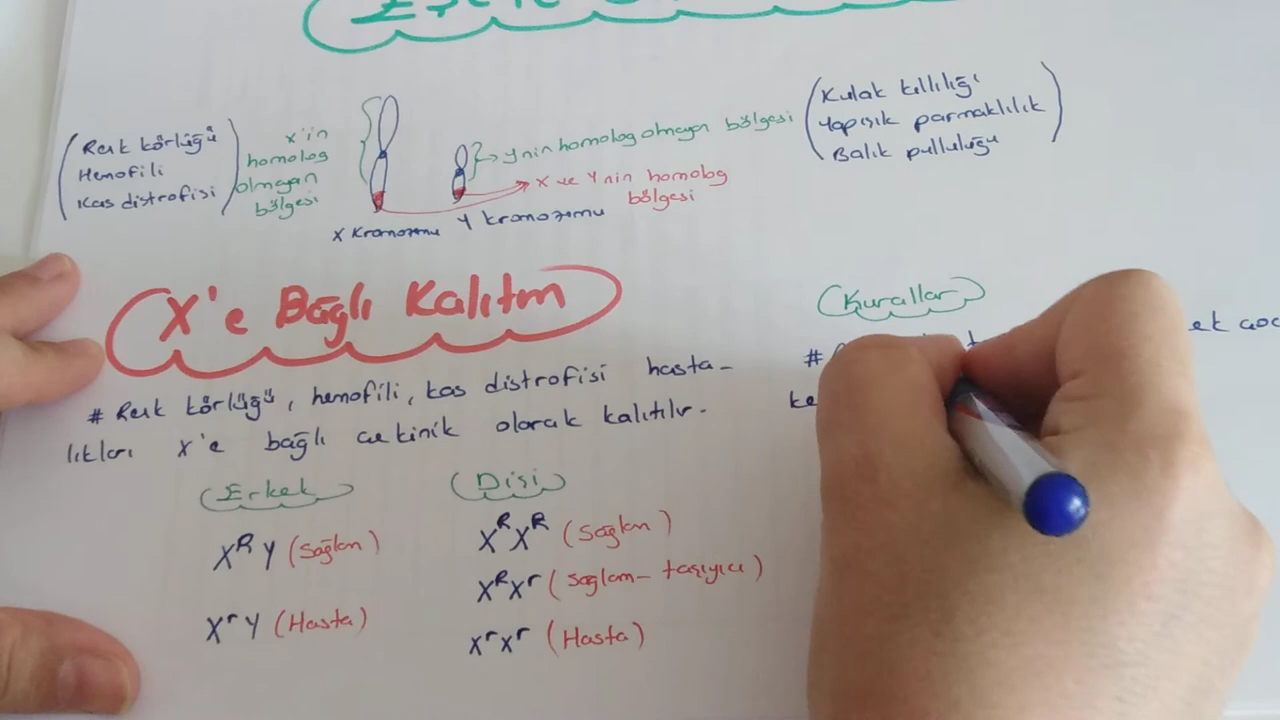 Renk körlüğü
Hemofili
Kas distrofisi
X'in
homolog
olmayan
bölgesi
Y'nin homolog olmayan bölgesi
X ve Y'nin homolog
bölgesi
X Kromozomu
Y kromozomu
Kulak kıllılığı
Yapışık parmaklılık
Balık pulluluğu
X'e Bağlı Kalıtım
# Renk körlüğü, hemofili, kas distrofisi hasta-
lıkları X'e bağlı çekinik olarak kalıtılır.
Erkek
X^R Y (Sağlam)
X^r Y (Hasta)
Dişi
X^R X^R (Sağlam)
X^R X^r (Sağlam-taşıyıcı)
X^r X^r (Hasta)
Kurallar
#